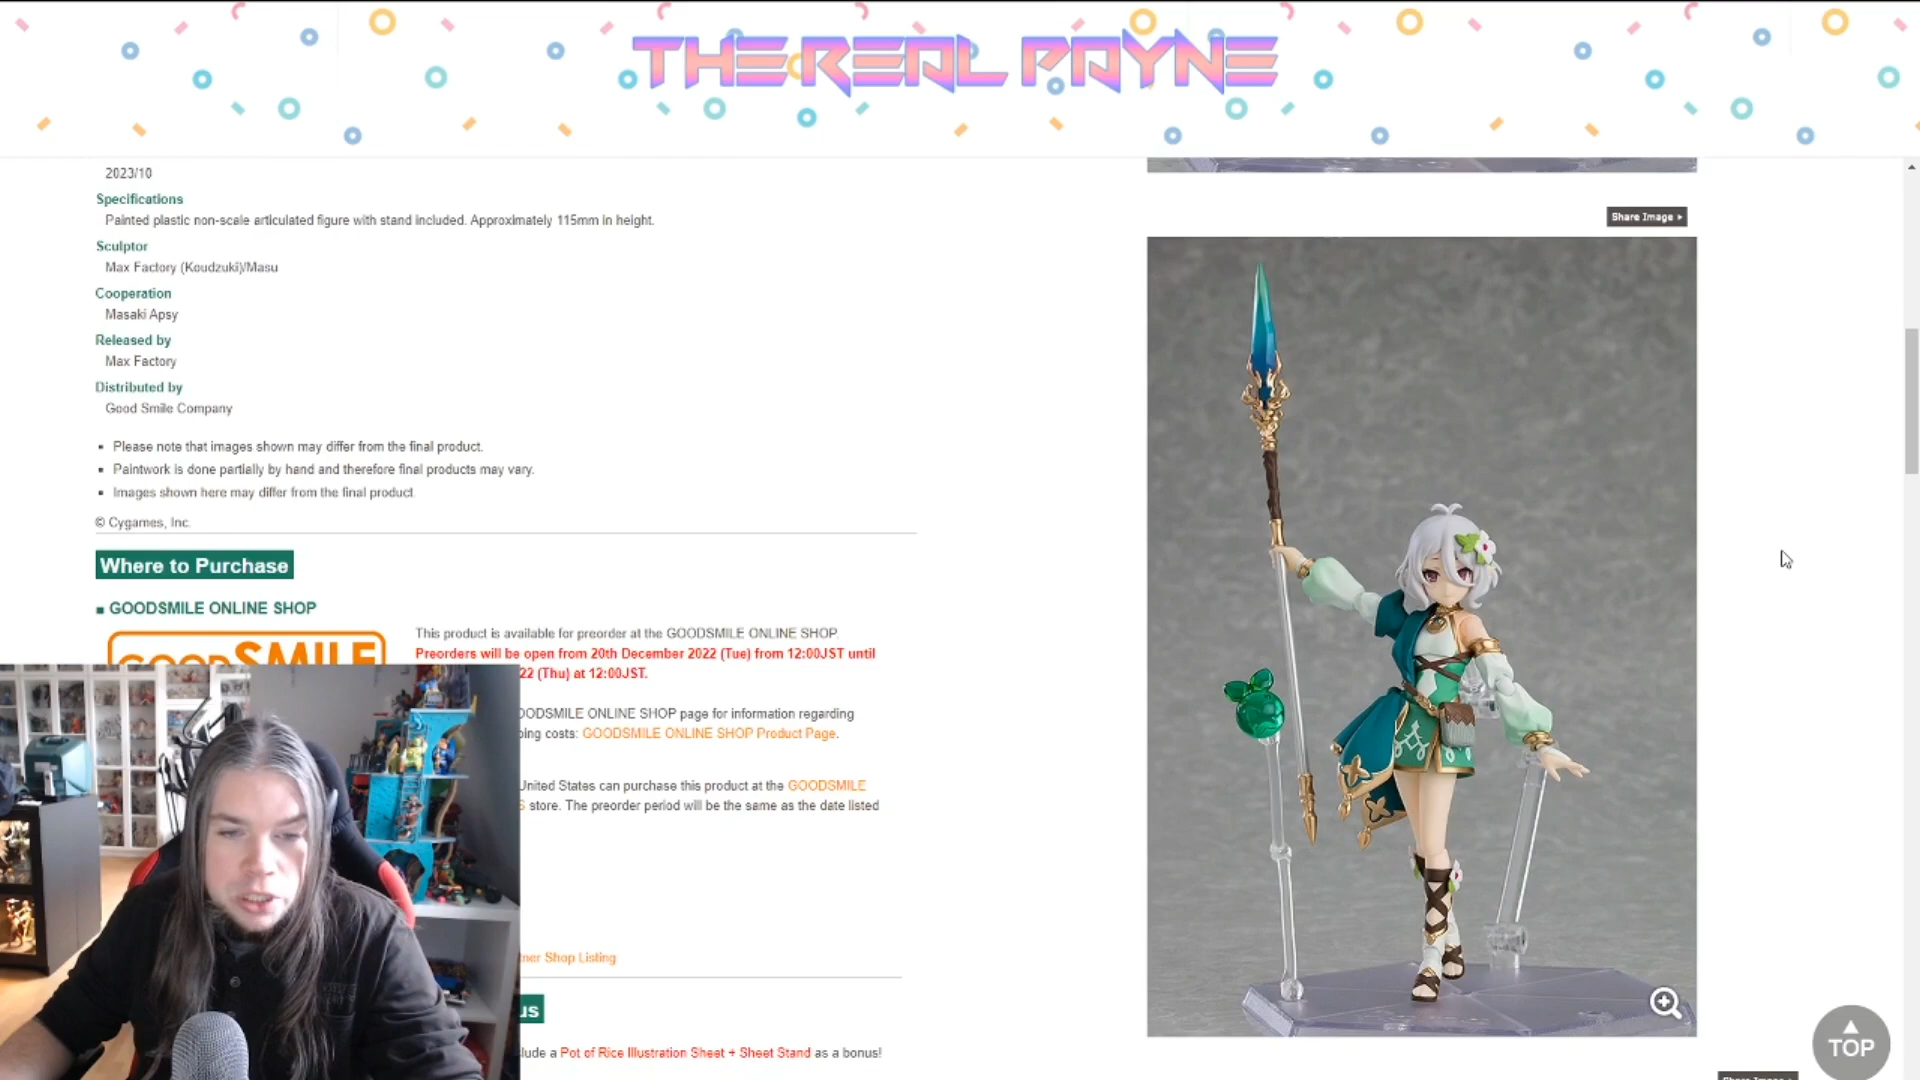 THE REAL PAYNE
2023/10
Specifications
Painted plastic non-scale articulated figure with stand included. Approximately 115mm in height.
Sculptor
Max Factory (Koudzuki)/Masu
Cooperation
Masaki Apsy
Released by
Max Factory
Distributed by
Good Smile Company
Please note that images shown may differ from the final product.
Paintwork is done partially by hand and therefore final products may vary.
Images shown here may differ from the final product.
© Cygames, Inc.
Where to Purchase
GOODSMILE ONLINE SHOP
GOODSMILE
This product is available for preorder at the GOODSMILE ONLINE SHOP.
Preorders will be open from 20th December 2022 (Tue) from 12:00JST until
22 (Thu) at 12:00JST.
GOODSMILE ONLINE SHOP page for information regarding
costs: GOODSMILE ONLINE SHOP Product Page.
United States can purchase this product at the GOODSMILE
store. The preorder period will be the same as the date listed
Shop Listing
us
a Pot of Rice Illustration Sheet + Sheet Stand as a bonus!
Share Image
TOP